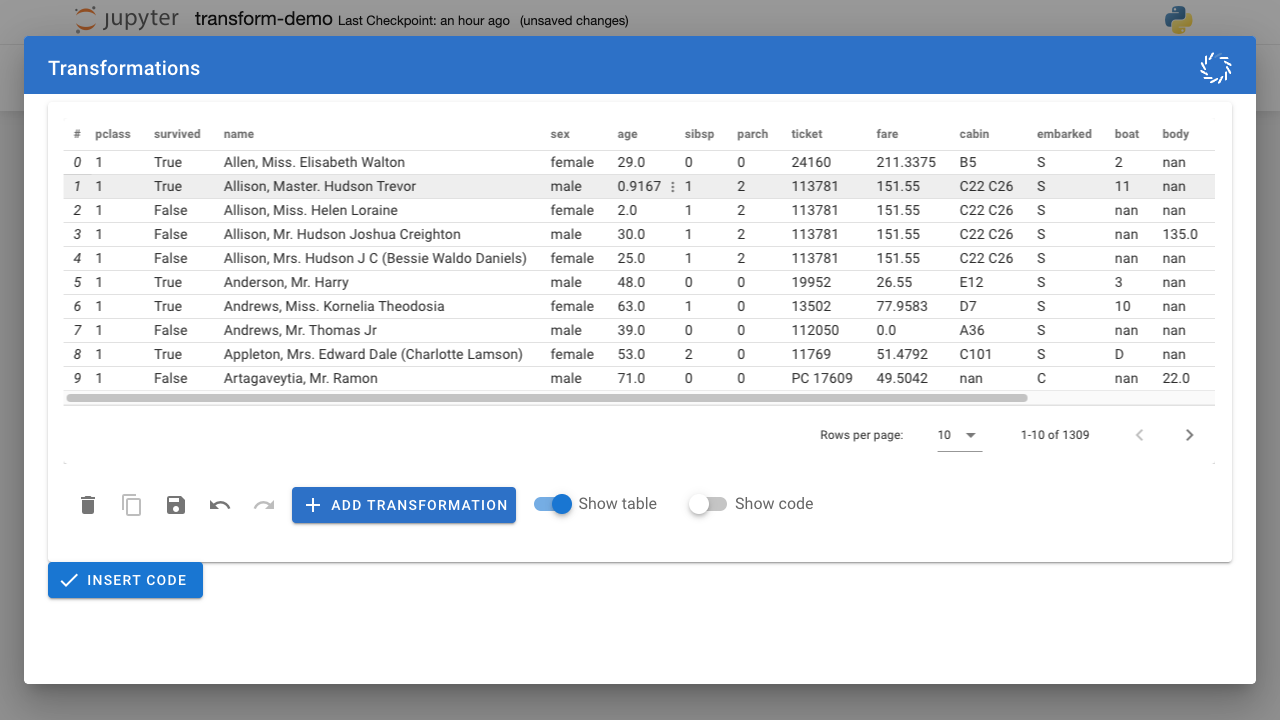 jupyter transform-demo Last Checkpoint: an hour ago (unsaved changes)
Transformations
# pclass survived name sex age sibsp parch ticket fare cabin embarked boat body
0 1 True Allen, Miss. Elisabeth Walton female 29.0 0 0 24160 211.3375 B5 S 2 nan
1 1 True Allison, Master. Hudson Trevor male 0.9167 1 2 113781 151.55 C22 C26 S 11 nan
2 1 False Allison, Miss. Helen Loraine female 2.0 1 2 113781 151.55 C22 C26 S nan nan
3 1 False Allison, Mr. Hudson Joshua Creighton male 30.0 1 2 113781 151.55 C22 C26 S nan 135.0
4 1 False Allison, Mrs. Hudson J C (Bessie Waldo Daniels) female 25.0 1 2 113781 151.55 C22 C26 S nan nan
5 1 True Anderson, Mr. Harry male 48.0 0 0 19952 26.55 E12 S 3 nan
6 1 True Andrews, Miss. Kornelia Theodosia female 63.0 1 0 13502 77.9583 D7 S 10 nan
7 1 False Andrews, Mr. Thomas Jr male 39.0 0 0 112050 0.0 A36 S nan nan
8 1 True Appleton, Mrs. Edward Dale (Charlotte Lamson) female 53.0 2 0 11769 51.4792 C101 S D nan
9 1 False Artagaveytia, Mr. Ramon male 71.0 0 0 PC 17609 49.5042 nan C nan 22.0
Rows per page: 10 1-10 of 1309
ADD TRANSFORMATION Show table Show code
INSERT CODE